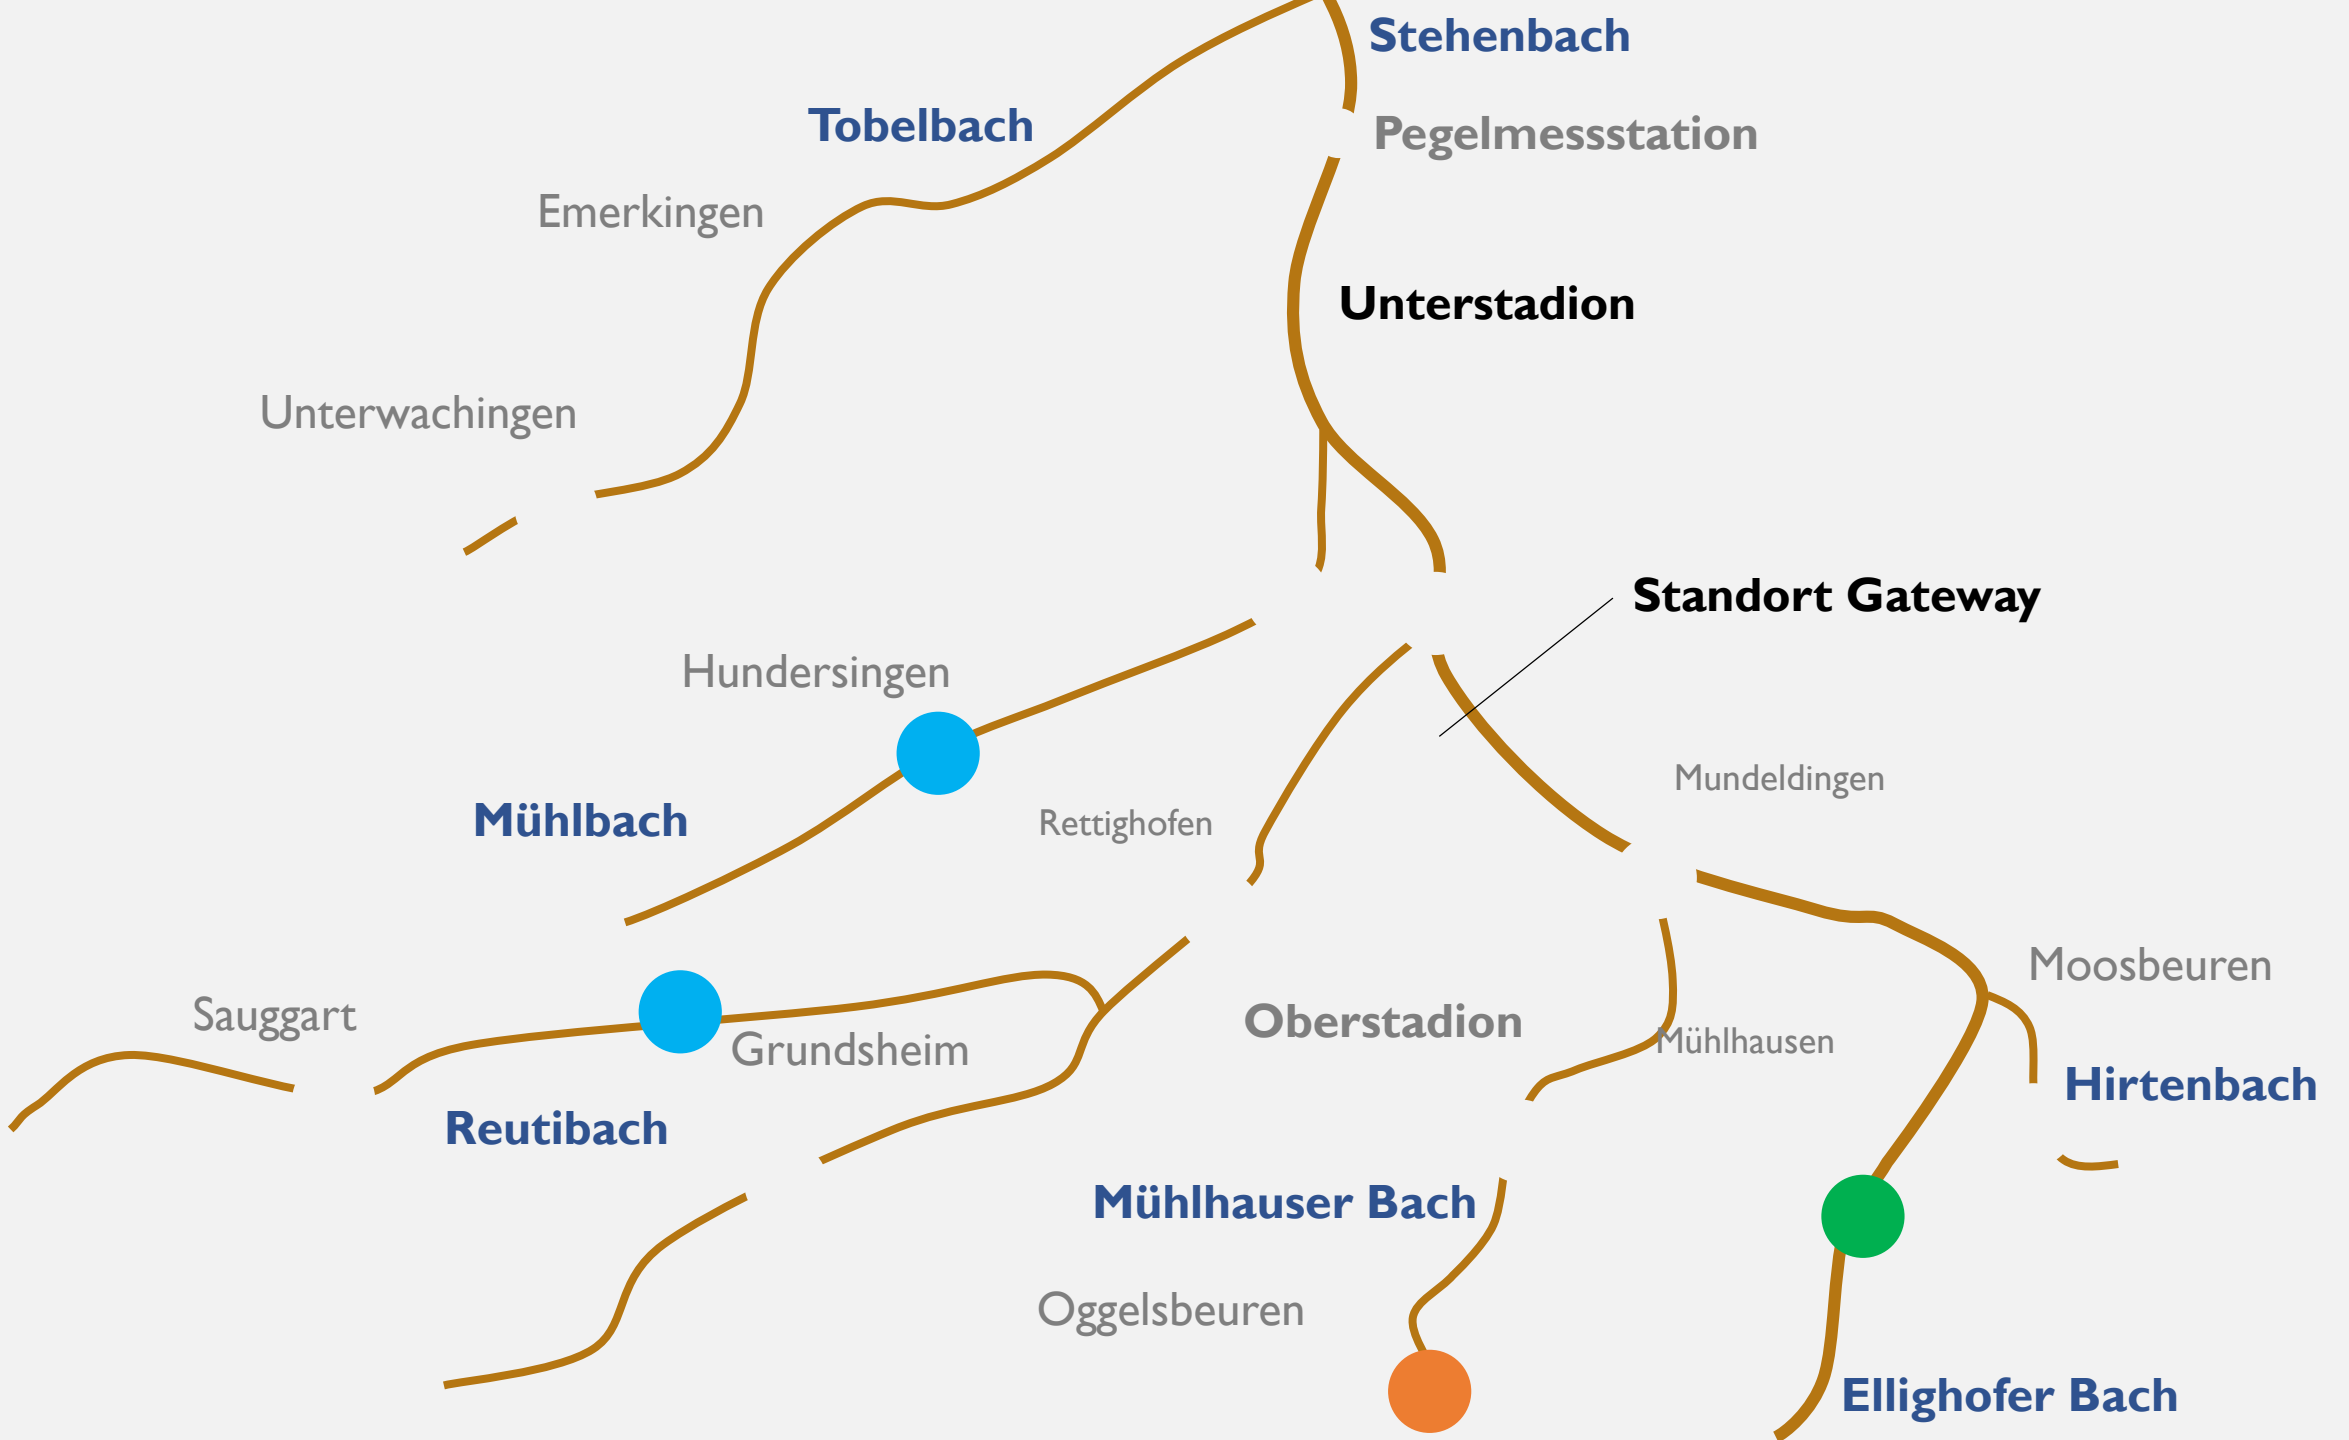 Stehenbach
Tobelbach
Pegelmessstation
Emerkingen
Unterstadion
Unterwachingen
Standort Gateway
Hundersingen
Mundeldingen
Mühlbach
Rettighofen
Moosbeuren
Sauggart
Oberstadion
Mühlhausen
Grundsheim
Hirtenbach
Reutibach
Mühlhauser Bach
Oggelsbeuren
Ellighofer Bach